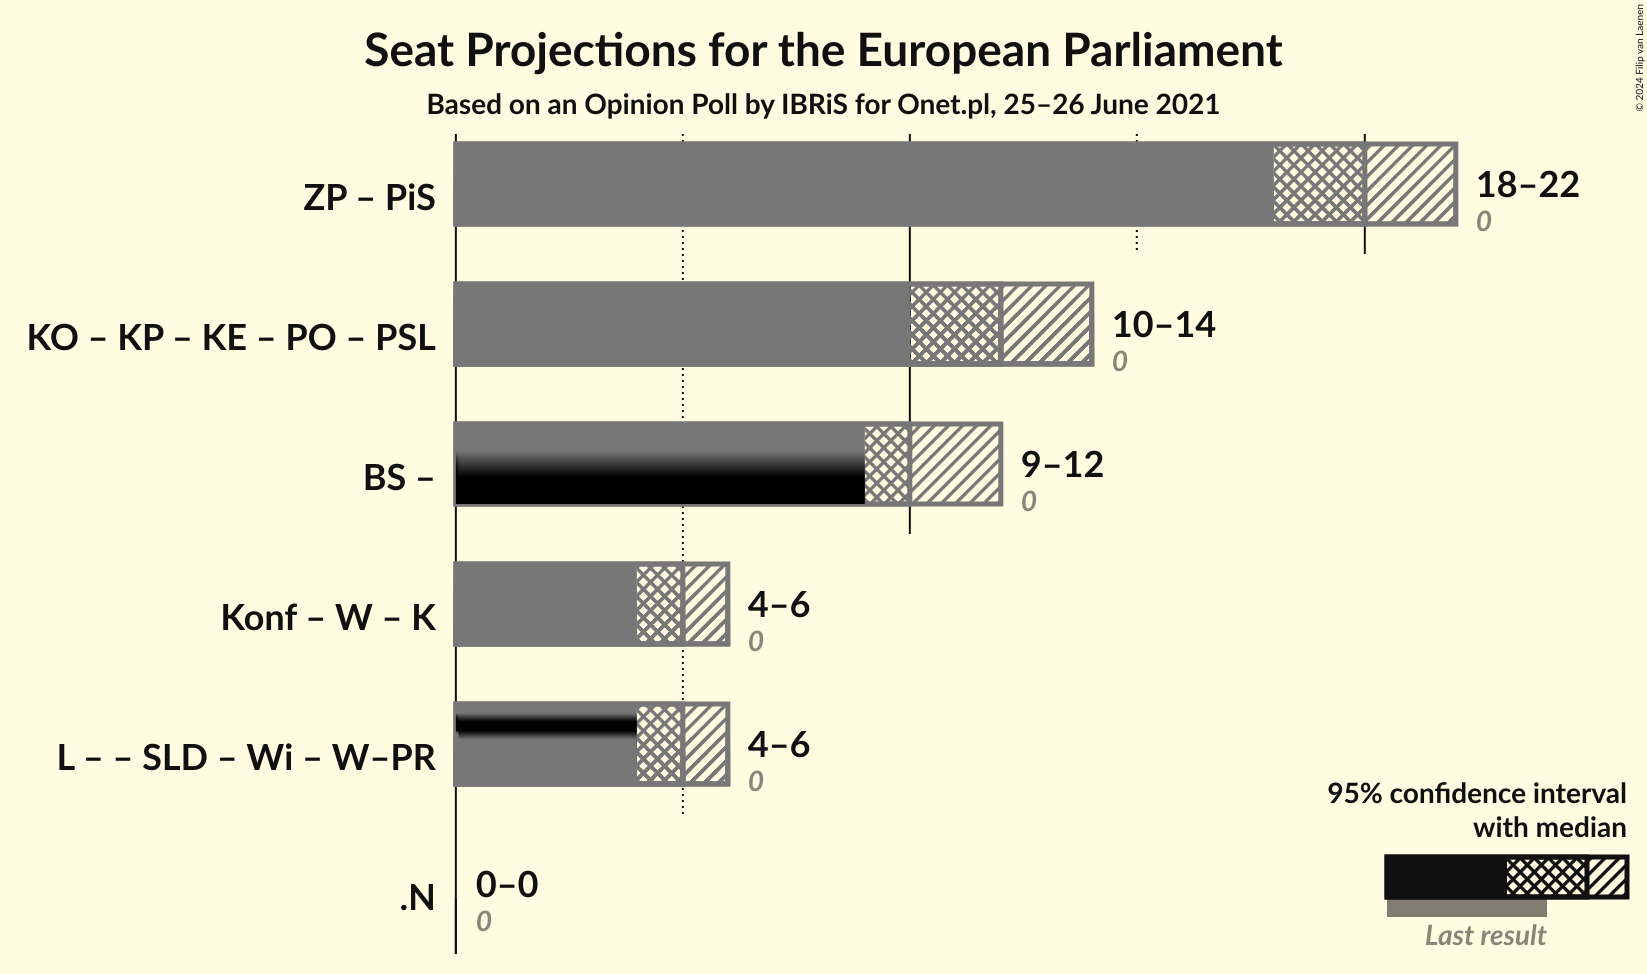 Seat Projections for the European Parliament
Based on an Opinion Poll by IBRiS for Onet.pl, 25–26 June 2021
© 2024 Filip van Laenen
ZP – PiS
18–22
0
KO – KP – KE – PO – PSL
10–14
0
BS –
9–12
0
Konf – W – K
4–6
0
L – – SLD – Wi – W–PR
4–6
0
.N
0–0
0
95% confidence interval
with median
Last result